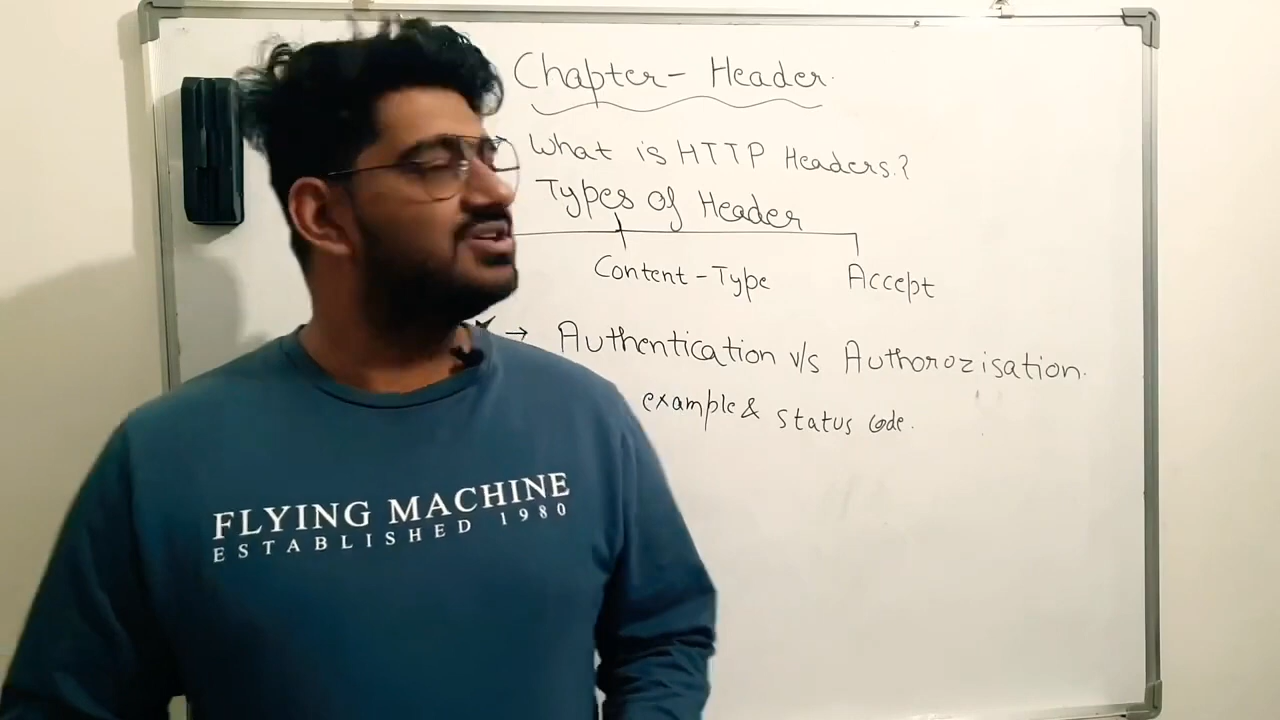 Chapter - Header.
What is HTTP Headers.?
Types of Header
Content-Type Accept
→ Authentication v/s Authorozisation.
example & status code.
FLYING MACHINE
ESTABLISHED 1980